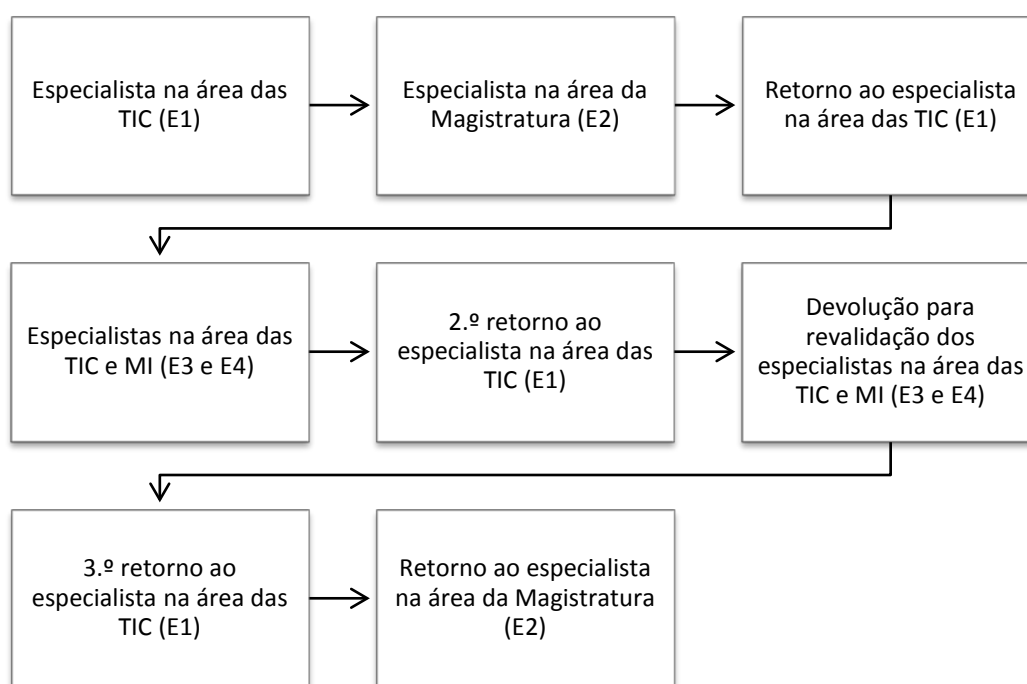 Especialista na área das
TIC (E1)
Especialista na área da
Magistratura (E2)
Retorno ao especialista
na área das TIC (E1)
Especialistas na área das
TIC e MI (E3 e E4)
2.º retorno ao
especialista na área das
TIC (E1)
Devolução para
revalidação dos
especialistas na área das
TIC e MI (E3 e E4)
3.º retorno ao
especialista na área das
TIC (E1)
Retorno ao especialista
na área da Magistratura
(E2)